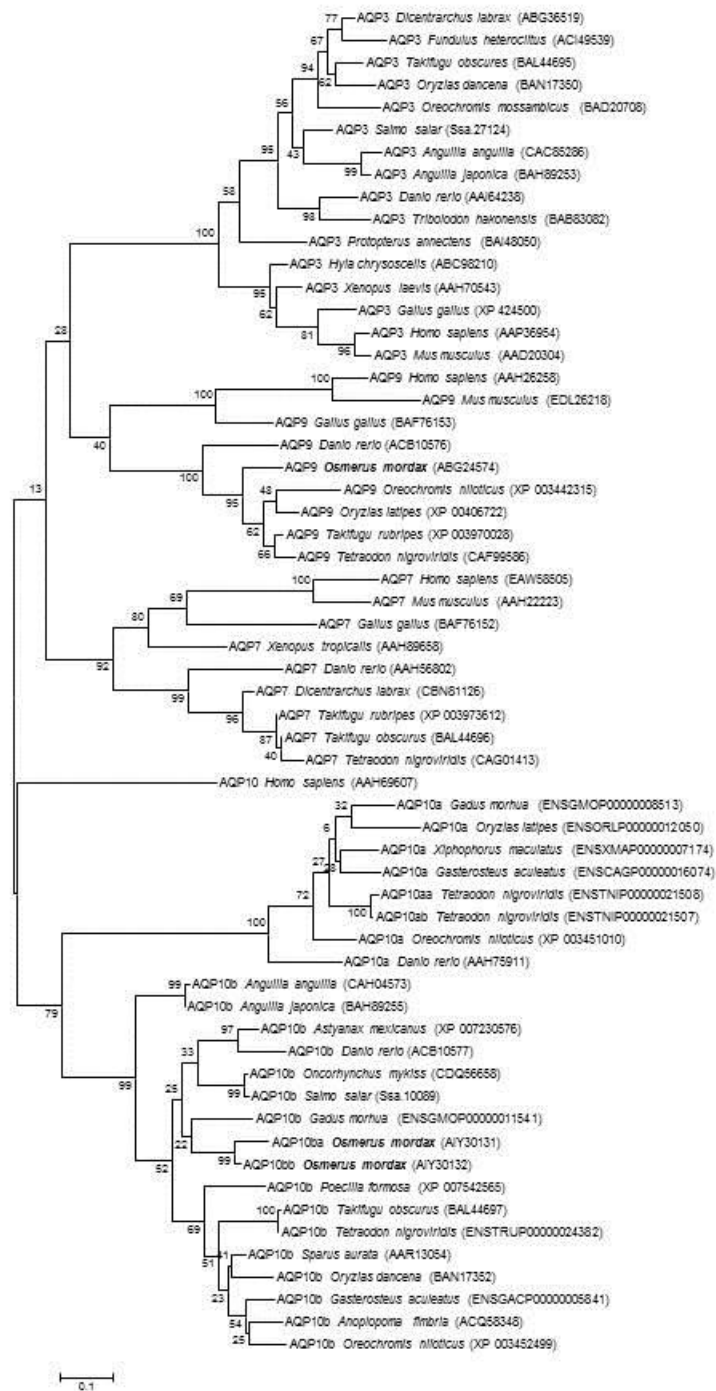 77 AQP3 Dicentrarchus labrax (ABG36519)
67 AQP3 Fundulus heteroclitus (ACI49539)
94 AQP3 Takifugu obscures (BAL44695)
62 AQP3 Oryzias dancena (BAN17350)
56 AQP3 Oreochromis mossambicus (BAD20708)
AQP3 Salmo salar (Ssa.27124)
95 43 AQP3 Anguilla anguilla (CAC85286)
99 AQP3 Anguilla japonica (BAH89253)
58 AQP3 Danio rerio (AAI64238)
98 AQP3 Tribolodon hakonensis (BAB83082)
100 AQP3 Protopterus annectens (BAI48050)
AQP3 Hyla chrysoscelis (ABC98210)
95 AQP3 Xenopus laevis (AAH70543)
62 AQP3 Gallus gallus (XP 424500)
28 81 AQP3 Homo sapiens (AAP36954)
96 AQP3 Mus musculus (AAD20304)
100 AQP9 Homo sapiens (AAH26258)
100 AQP9 Mus musculus (EDL26218)
AQP9 Gallus gallus (BAF76153)
40 AQP9 Danio rerio (ACB10576)
100 AQP9 Osmerus mordax (ABG24574)
13 48 AQP9 Oreochromis niloticus (XP 003442315)
95 AQP9 Oryzias latipes (XP 00406722)
62 AQP9 Takifugu rubripes (XP 003970028)
66 AQP9 Tetraodon nigroviridis (CAF99586)
100 AQP7 Homo sapiens (EAW58505)
69 AQP7 Mus musculus (AAH22223)
80 AQP7 Gallus gallus (BAF76152)
AQP7 Xenopus tropicalis (AAH89658)
92 AQP7 Danio rerio (AAH56802)
99 AQP7 Dicentrarchus labrax (CBN81126)
96 AQP7 Takifugu rubripes (XP 003973612)
87 AQP7 Takifugu obscurus (BAL44696)
40 AQP7 Tetraodon nigroviridis (CAG01413)
AQP10 Homo sapiens (AAH69607)
32 AQP10a Gadus morhua (ENSGMOP00000008513)
6 AQP10a Oryzias latipes (ENSORLP00000012050)
AQP10a Xiphophorus maculatus (ENSXMAP00000007174)
27 28 AQP10a Gasterosteus aculeatus (ENSCAGP00000016074)
72 AQP10aa Tetraodon nigroviridis (ENSTNIP00000021508)
100 AQP10ab Tetraodon nigroviridis (ENSTNIP00000021507)
100 AQP10a Oreochromis niloticus (XP 003451010)
AQP10a Danio rerio (AAH75911)
99 AQP10b Anguilla anguilla (CAH04573)
79 AQP10b Anguilla japonica (BAH89255)
97 AQP10b Astyanax mexicanus (XP 007230576)
33 AQP10b Danio rerio (ACB10577)
99 AQP10b Oncorhynchus mykiss (CDQ56658)
25 99 AQP10b Salmo salar (Ssa.10089)
AQP10b Gadus morhua (ENSGMOP00000011541)
22 AQP10ba Osmerus mordax (AIY30131)
52 99 AQP10bb Osmerus mordax (AIY30132)
AQP10b Poecilia formosa (XP 007542565)
69 100 AQP10b Takifugu obscurus (BAL44697)
AQP10b Tetraodon nigroviridis (ENSTRUP00000024382)
51 41 AQP10b Sparus aurata (AAR13054)
AQP10b Oryzias dancena (BAN17352)
23 AQP10b Gasterosteus aculeatus (ENSGACP00000005841)
54 AQP10b Anoplopoma fimbria (ACQ58348)
25 AQP10b Oreochromis niloticus (XP 003452499)
0.1